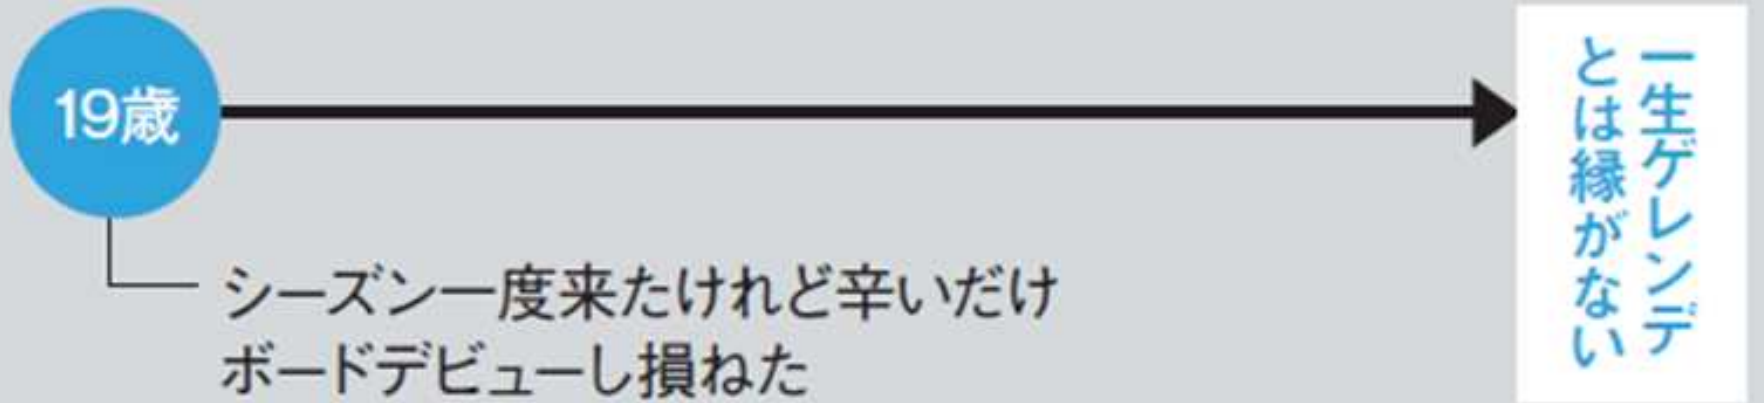 19歳
シーズン一度来たけれど辛いだけ
ボードデビューし損ねた
一生ゲレンデ
とは縁がない